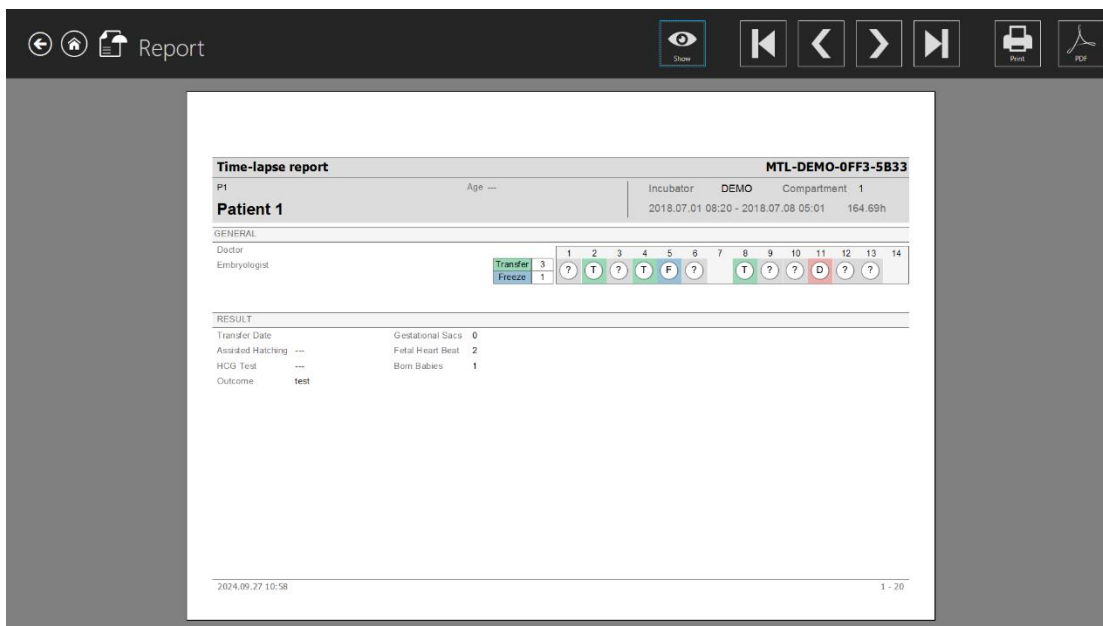 Report
Show
Print
PDF
Time-lapse report MTL-DEMO-0FF3-5B33
P1 Age --- Incubator DEMO Compartment 1
Patient 1 2018.07.01 08:20 - 2018.07.08 05:01 164.69h
GENERAL
Doctor
Embryologist
1 2 3 4 5 6 7 8 9 10 11 12 13 14
Transfer 3
Freeze 1
? T ? T F ? T ? ? D ? ?
RESULT
Transfer Date Gestational Sacs 0
Assisted Hatching --- Fetal Heart Beat 2
HCG Test --- Born Babies 1
Outcome test
2024.09.27 10:58 1 - 20